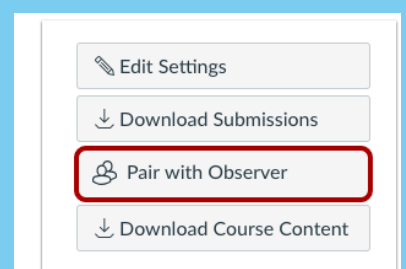 Edit Settings
Download Submissions
Pair with Observer
Download Course Content